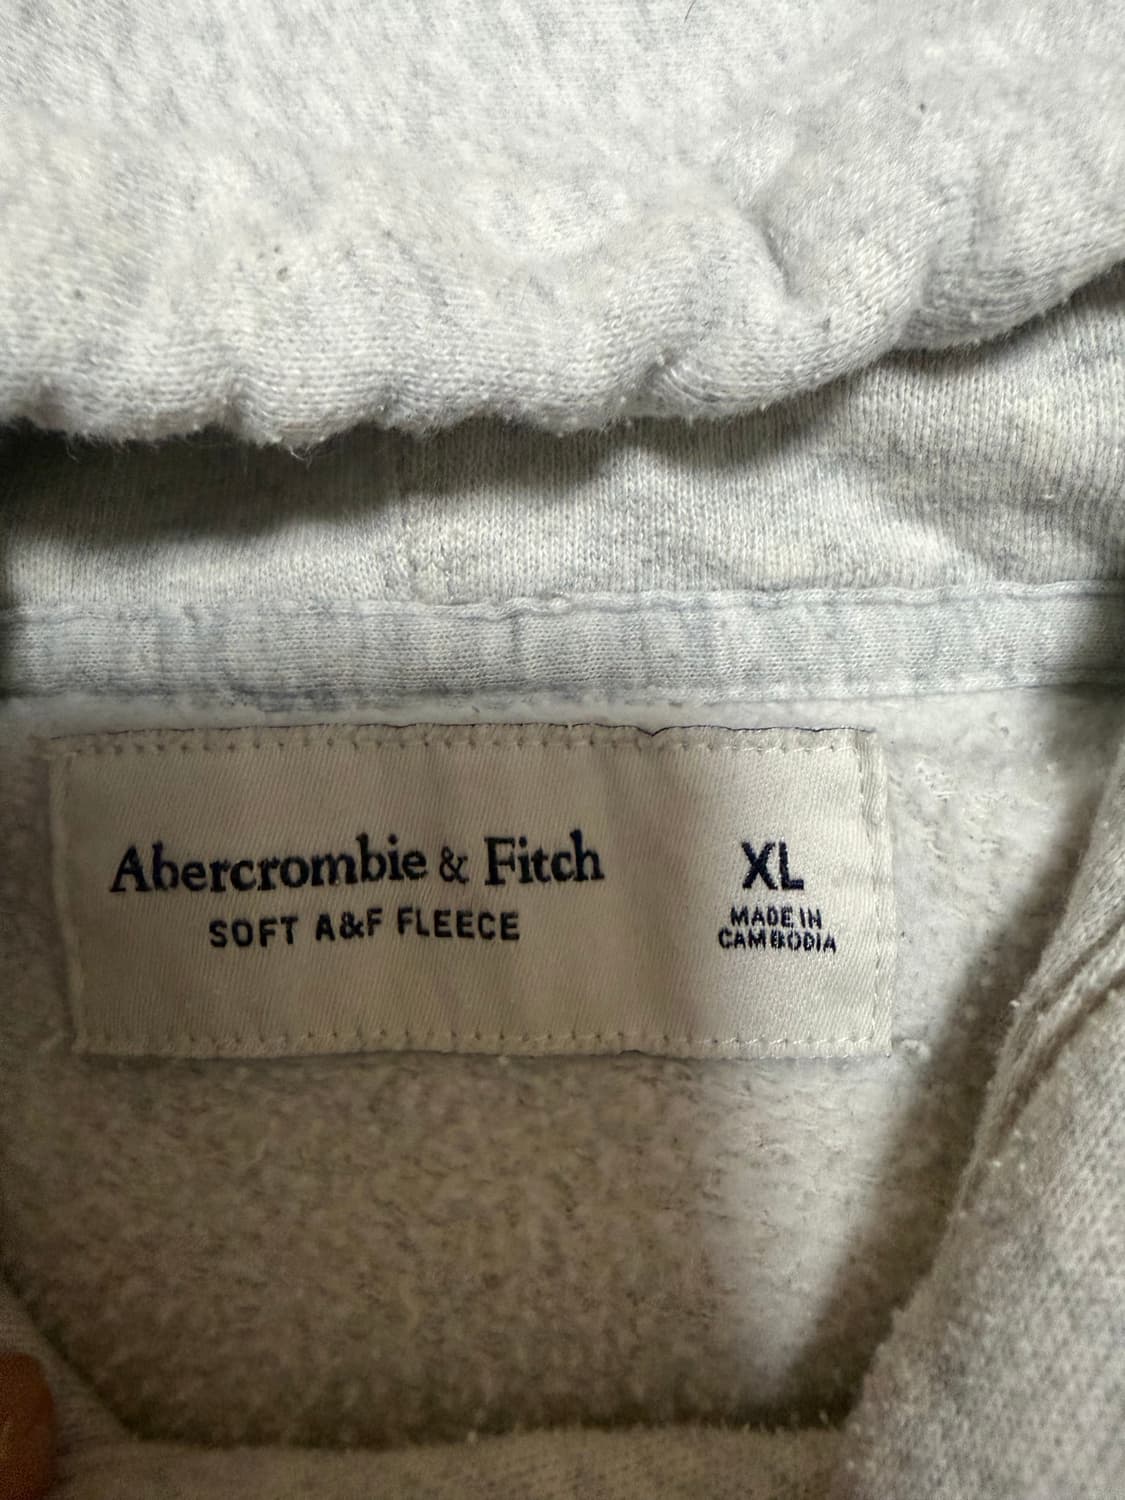 Abercrombie & Fitch
SOFT A&F FLEECE
XL
MADE IN
CAMBODIA